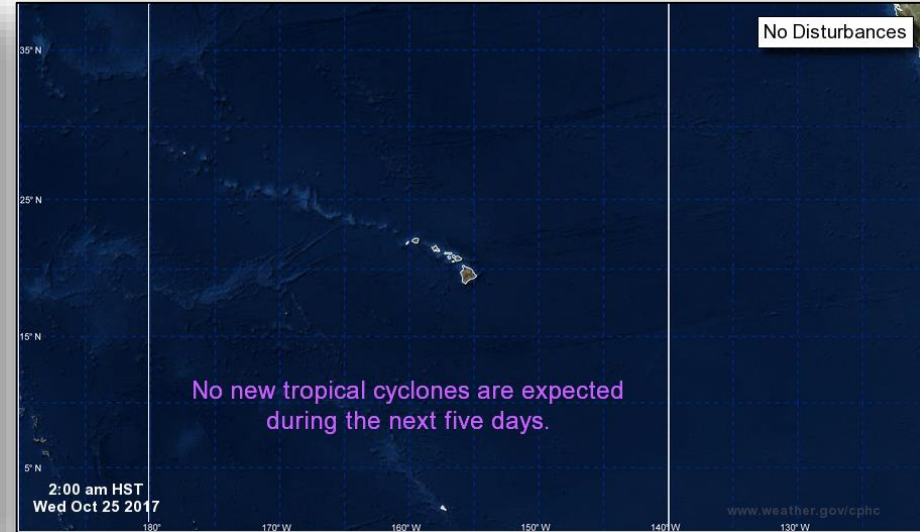 No Disturbances
35° N
25° N
15° N
No new tropical cyclones are expected
during the next five days.
5° N
2:00 am HST
Wed Oct 25 2017
www.weather.gov/cphc
180°
170° W
160° W
150° W
140° W
130° W